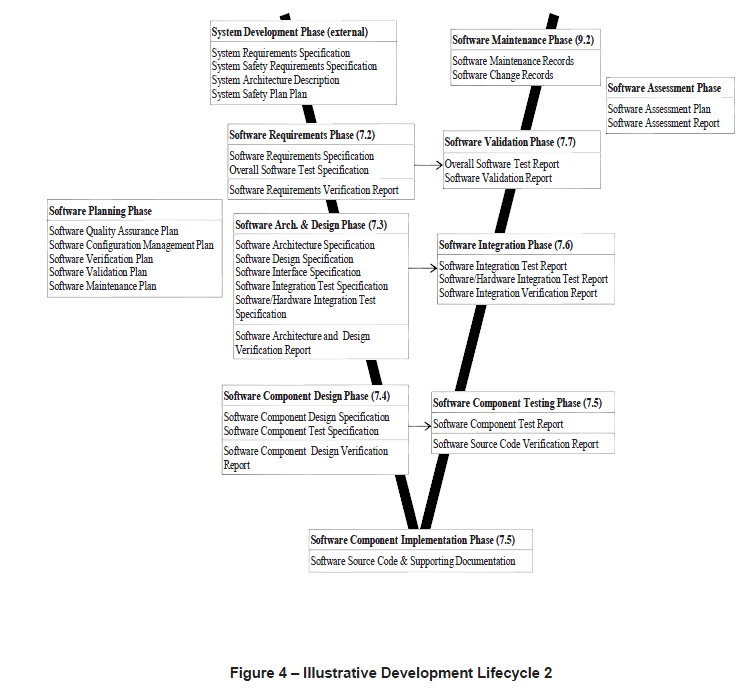 System Development Phase (external)
System Requirements Specification
System Safety Requirements Specification
System Architecture Description
System Safety Plan Plan
Software Maintenance Phase (9.2)
Software Maintenance Records
Software Change Records
Software Assessment Phase
Software Assessment Plan
Software Assessment Report
Software Requirements Phase (7.2)
Software Requirements Specification
Overall Software Test Specification
Software Requirements Verification Report
Software Validation Phase (7.7)
Overall Software Test Report
Software Validation Report
Software Planning Phase
Software Quality Assurance Plan
Software Configuration Management Plan
Software Verification Plan
Software Validation Plan
Software Maintenance Plan
Software Arch. & Design Phase (7.3)
Software Architecture Specification
Software Design Specification
Software Interface Specification
Software Integration Test Specification
Software/Hardware Integration Test
Specification
Software Architecture and Design
Verification Report
Software Integration Phase (7.6)
Software Integration Test Report
Software/Hardware Integration Test Report
Software Integration Verification Report
Software Component Design Phase (7.4)
Software Component Design Specification
Software Component Test Specification
Software Component Design Verification
Report
Software Component Testing Phase (7.5)
Software Component Test Report
Software Source Code Verification Report
Software Component Implementation Phase (7.5)
Software Source Code & Supporting Documentation
Figure 4 – Illustrative Development Lifecycle 2